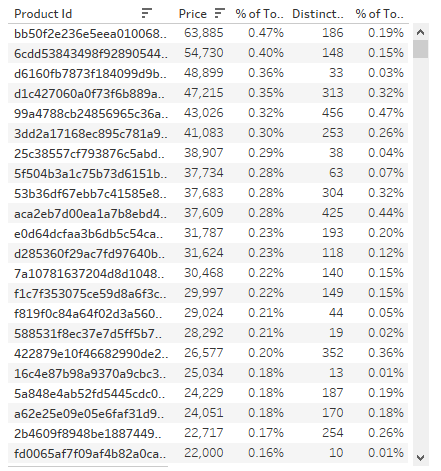 Product Id Price % of To.. Distinct.. % of To..
bb50f2e236e5eea010068.. 63,885 0.47% 186 0.19%
6cdd53843498f92890544.. 54,730 0.40% 148 0.15%
d6160fb7873f184099d9b.. 48,899 0.36% 33 0.03%
d1c427060a0f73f6b889a.. 47,215 0.35% 313 0.32%
99a4788cb24856965c36a.. 43,026 0.32% 456 0.47%
3dd2a17168ec895c781a9.. 41,083 0.30% 253 0.26%
25c38557cf793876c5abd.. 38,907 0.29% 38 0.04%
5f504b3a1c75b73d6151b.. 37,734 0.28% 63 0.07%
53b36df67ebb7c41585e8.. 37,683 0.28% 304 0.32%
aca2eb7d00ea1a7b8ebd4.. 37,609 0.28% 425 0.44%
e0d64dcfaa3b6db5c54ca.. 31,787 0.23% 193 0.20%
d285360f29ac7fd97640b.. 31,624 0.23% 118 0.12%
7a10781637204d8d1048.. 30,468 0.22% 140 0.15%
f1c7f353075ce59d8a6f3c.. 29,997 0.22% 149 0.15%
f819f0c84a64f02d3a560.. 29,024 0.21% 44 0.05%
588531f8ec37e7d5ff5b7.. 28,292 0.21% 19 0.02%
422879e10f46682990de2.. 26,577 0.20% 352 0.36%
16c4e87b98a9370a9cbc3.. 25,034 0.18% 13 0.01%
5a848e4ab52fd5445cdc0.. 24,229 0.18% 187 0.19%
a62e25e09e05e6faf31d9.. 24,051 0.18% 170 0.18%
2b4609f8948be1887449.. 22,717 0.17% 254 0.26%
fd0065af7f09af4b82a0ca.. 22,000 0.16% 10 0.01%